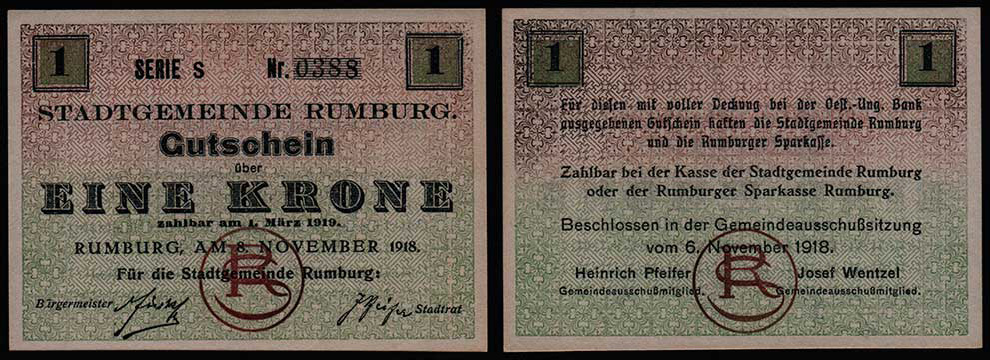 1
SERIE S Nr. 0388
1
STADTGEMEINDE RUMBURG.
Gutschein
über
EINE KRONE
zahlbar am 1. März 1919.
RUMBURG, AM 8. NOVEMBER 1918.
Für die Stadtgemeinde Rumburg:
Bürgermeister
Stadtrat
1
1
Für diesen mit voller Deckung bei der Oest.-Ung. Bank
ausgegebenen Gutschein haften die Stadtgemeinde Rumburg
und die Rumburger Sparkasse.
Zahlbar bei der Kasse der Stadtgemeinde Rumburg
oder der Rumburger Sparkasse Rumburg.
Beschlossen in der Gemeindeausschußsitzung
vom 6. November 1918.
Heinrich Pfeifer Josef Wentzel
Gemeindeausschußmitglied. Gemeindeausschußmitglied.